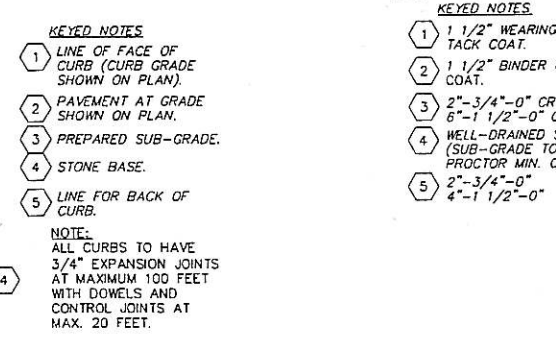 KEYED NOTES
1 LINE OF FACE OF
CURB (CURB GRADE
SHOWN ON PLAN).
2 PAVEMENT AT GRADE
SHOWN ON PLAN.
3 PREPARED SUB-GRADE.
4 STONE BASE.
5 LINE FOR BACK OF
CURB.
NOTE:
ALL CURBS TO HAVE
3/4" EXPANSION JOINTS
AT MAXIMUM 100 FEET
WITH DOWELS AND
CONTROL JOINTS AT
MAX. 20 FEET.
4
KEYED NOTES
1 1 1/2" WEARING
TACK COAT.
2 1 1/2" BINDER
COAT.
3 2"-3/4"-0" CR
6"-1 1/2"-0"
4 WELL-DRAINED
(SUB-GRADE TO
PROCTOR MIN.
5 2"-3/4"-0"
4"-1 1/2"-0"